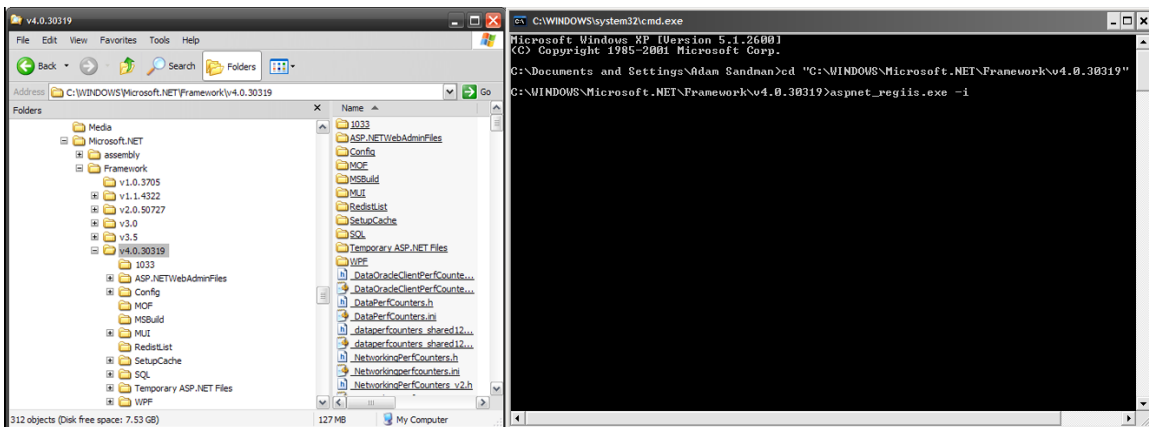 v4.0.30319
File Edit View Favorites Tools Help
Back Search Folders
Address C:\WINDOWS\Microsoft.NET\Framework\v4.0.30319 Go
Folders
Media
Microsoft.NET
assembly
Framework
v1.0.3705
v1.1.4322
v2.0.50727
v3.0
v3.5
v4.0.30319
1033
ASP.NETWebAdminFiles
Config
MOF
MSBuild
MUI
RedistList
SetupCache
SQL
Temporary ASP.NET Files
WPF
Name
1033
ASP.NETWebAdminFiles
Config
MOF
MSBuild
MUI
RedistList
SetupCache
SQL
Temporary ASP.NET Files
WPF
_DataOracleClientPerfCounte...
_DataOracleClientPerfCounte...
_DataPerfCounters.h
_DataPerfCounters.ini
_dataperfcounters_shared12...
_dataperfcounters_shared12...
_NetworkingPerfCounters.h
_Networkingperfcounters.ini
_NetworkingPerfCounters_v2.h
312 objects (Disk free space: 7.53 GB) 127 MB My Computer
C:\WINDOWS\system32\cmd.exe
Microsoft Windows XP [Version 5.1.2600]
(C) Copyright 1985-2001 Microsoft Corp.
C:\Documents and Settings\Adam Sandman>cd "C:\WINDOWS\Microsoft.NET\Framework\v4.0.30319"
C:\WINDOWS\Microsoft.NET\Framework\v4.0.30319>aspnet_regiis.exe -i